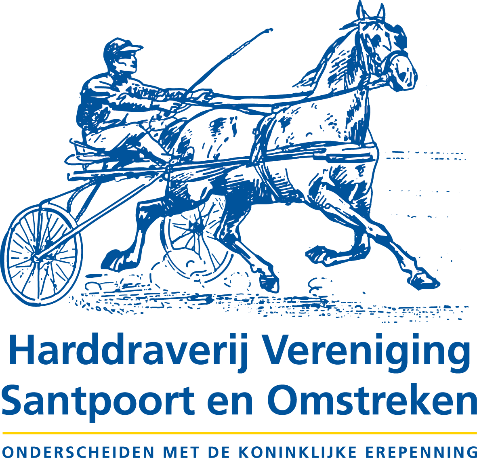 Harddraverij Vereniging
Santpoort en Omstreken
ONDERSCHEIDEN MET DE KONINKLIJKE EREPENNING